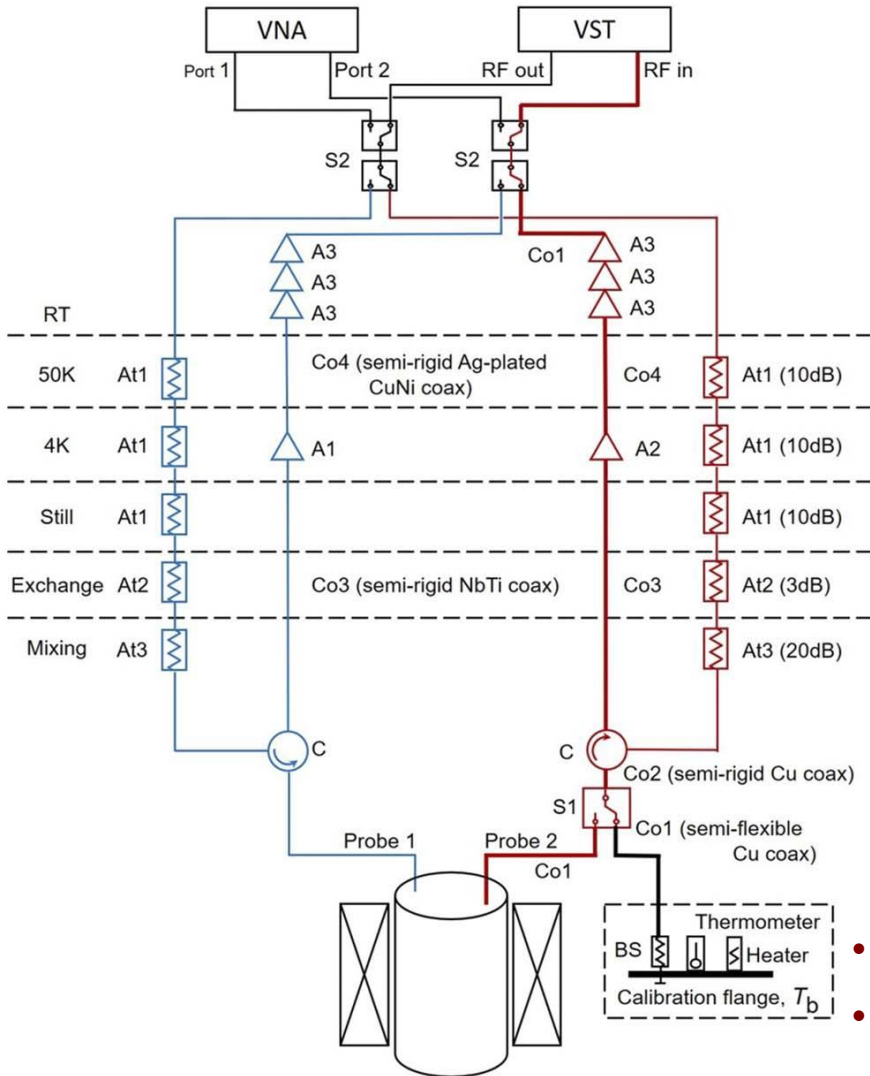 VNA
VST
Port 1
Port 2
RF out
RF in
S2
S2
A3
Co1
A3
A3
A3
A3
A3
RT
50K
At1
Co4 (semi-rigid Ag-plated
CuNi coax)
Co4
At1 (10dB)
4K
At1
A1
A2
At1 (10dB)
Still
At1
At1 (10dB)
Exchange
At2
Co3 (semi-rigid NbTi coax)
Co3
At2 (3dB)
Mixing
At3
At3 (20dB)
C
C
Co2 (semi-rigid Cu coax)
S1
Co1 (semi-flexible
Cu coax)
Probe 1
Probe 2
Co1
Thermometer
BS
Heater
Calibration flange, Tb